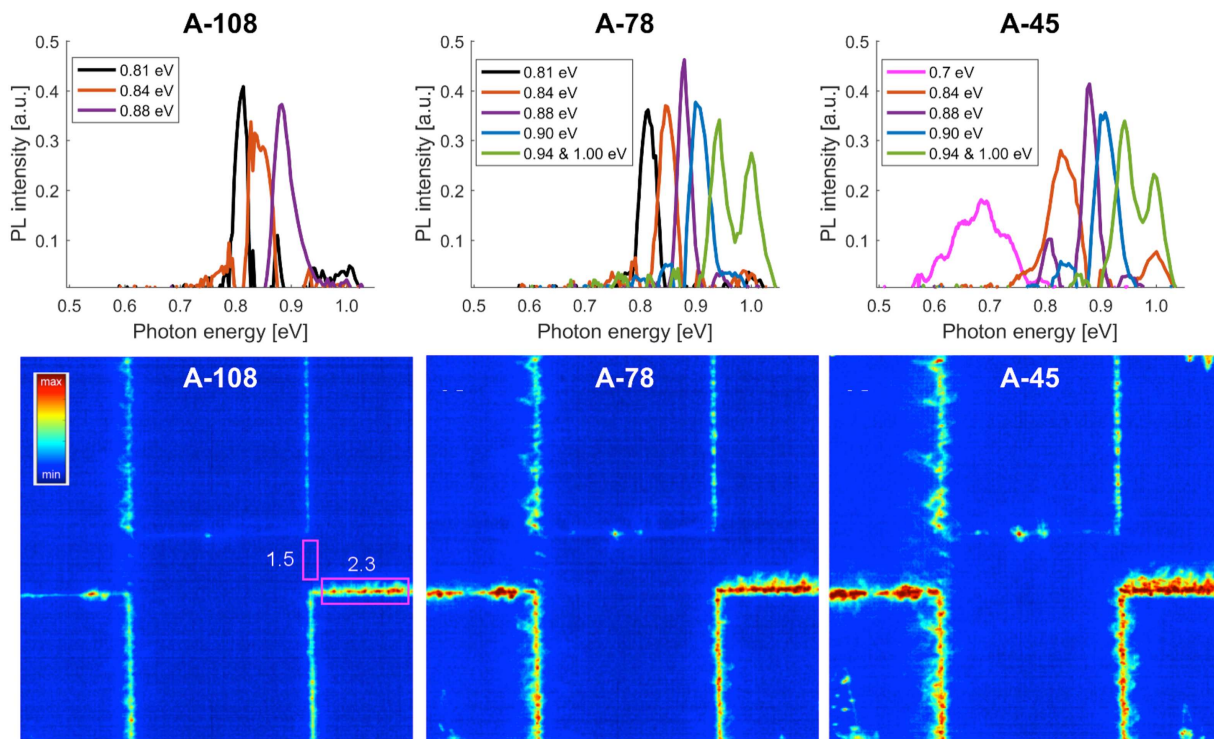 A-108
A-78
A-45
PL intensity [a.u.]
0.5
0.4
0.3
0.2
0.1
0.81 eV
0.84 eV
0.88 eV
0.5 0.6 0.7 0.8 0.9 1.0
Photon energy [eV]
PL intensity [a.u.]
0.5
0.4
0.3
0.2
0.1
0.81 eV
0.84 eV
0.88 eV
0.90 eV
0.94 & 1.00 eV
0.5 0.6 0.7 0.8 0.9 1.0
Photon energy [eV]
PL intensity [a.u.]
0.5
0.4
0.3
0.2
0.1
0.7 eV
0.84 eV
0.88 eV
0.90 eV
0.94 & 1.00 eV
0.5 0.6 0.7 0.8 0.9 1.0
Photon energy [eV]
A-108
max
min
1.5
2.3
A-78
A-45